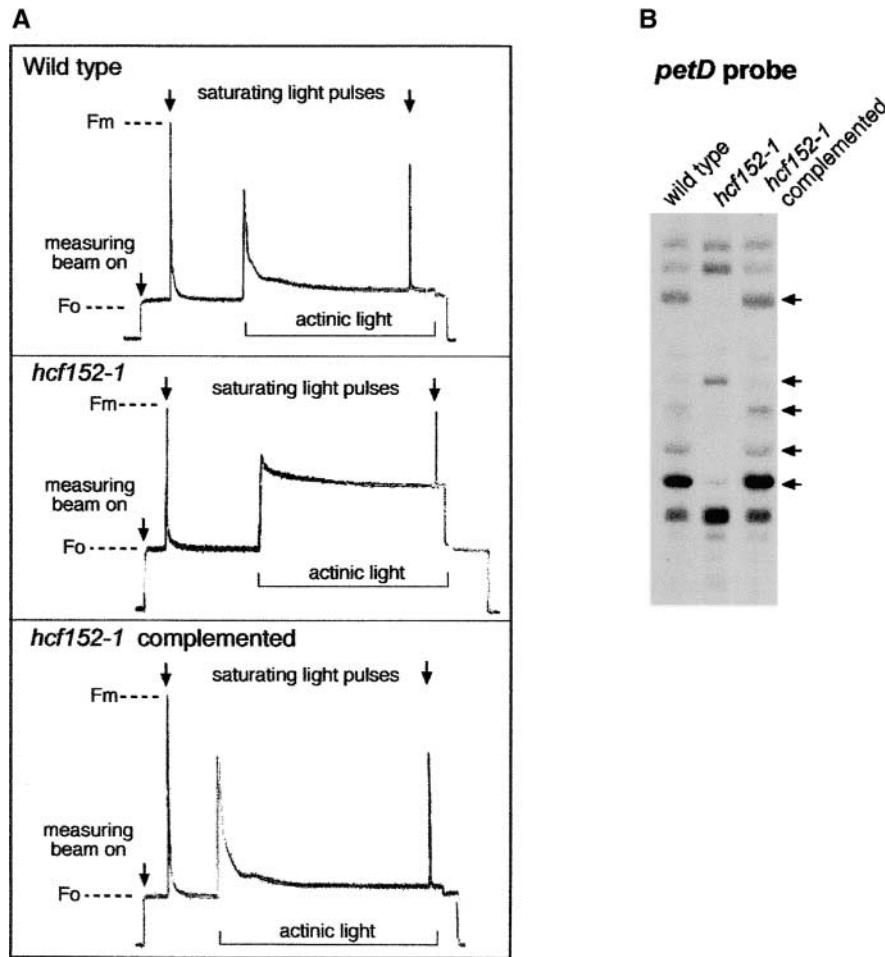 A
Wild type
saturating light pulses
Fm
measuring
beam on
Fo
actinic light
hcf152-1
saturating light pulses
Fm
measuring
beam on
Fo
actinic light
hcf152-1 complemented
saturating light pulses
Fm
measuring
beam on
Fo
actinic light
B
petD probe
wild type
hcf152-1
hcf152-1
complemented